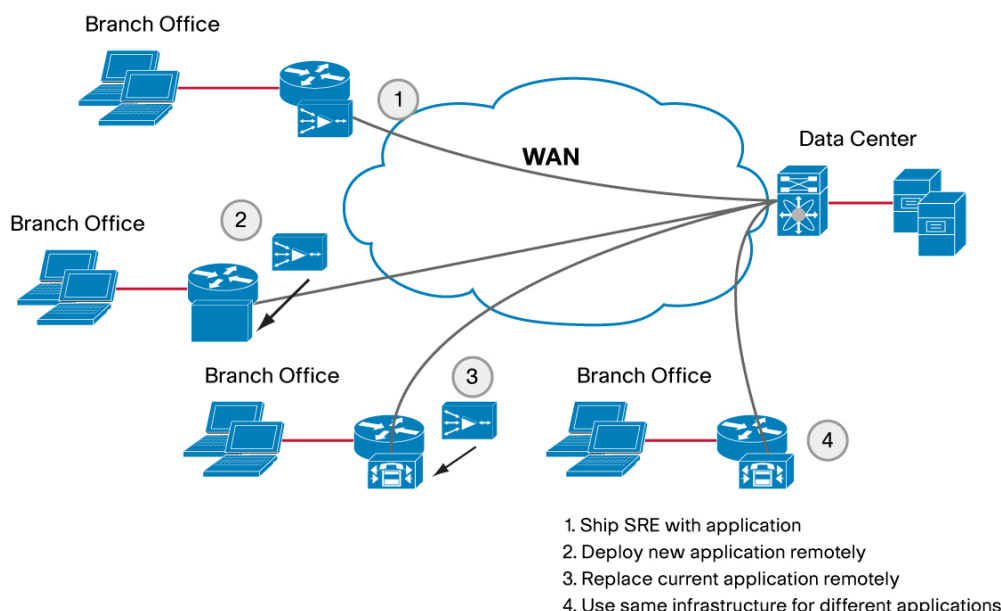 Branch Office
1
WAN
Data Center
Branch Office
2
Branch Office
3
Branch Office
4
1. Ship SRE with application
2. Deploy new application remotely
3. Replace current application remotely
4. Use same infrastructure for different applications